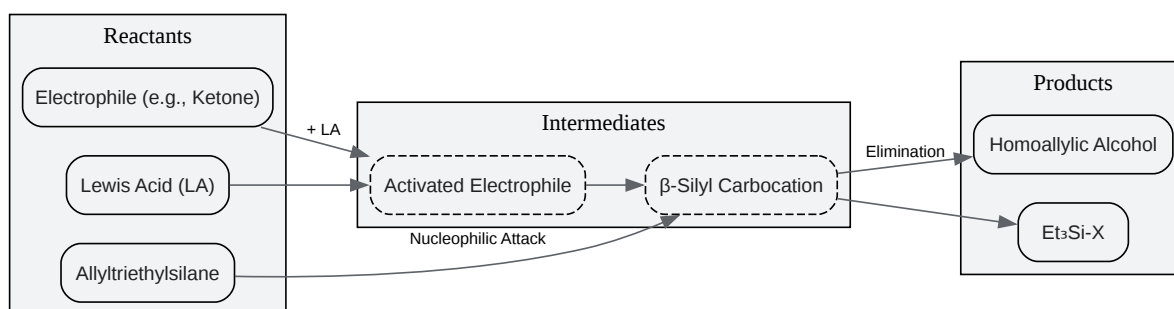 Reactants
Electrophile (e.g., Ketone)
Lewis Acid (LA)
Allyltriethylsilane
+ LA
Nucleophilic Attack
Intermediates
Activated Electrophile
β-Silyl Carbocation
Elimination
Products
Homoallylic Alcohol
Et₃Si-X